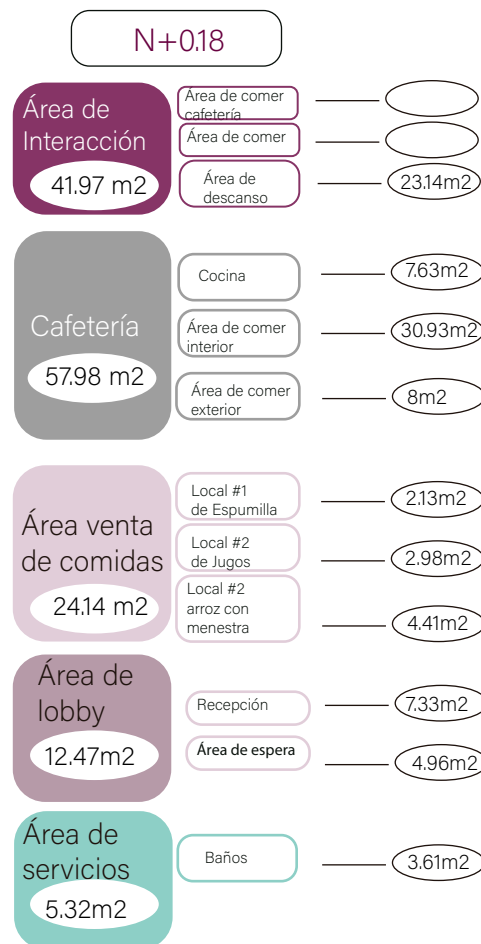 N+0.18
Área de
Interacción
41.97 m2
Área de comer
cafetería
Área de comer
Área de
descanso
23.14m2
Cafetería
57.98 m2
Cocina
7.63m2
Área de comer
interior
30.93m2
Área de comer
exterior
8m2
Área venta
de comidas
24.14 m2
Local #1
de Espumilla
2.13m2
Local #2
de Jugos
2.98m2
Local #2
arroz con
menestra
4.41m2
Área de
lobby
12.47m2
Recepción
7.33m2
Área de espera
4.96m2
Área de
servicios
5.32m2
Baños
3.61m2